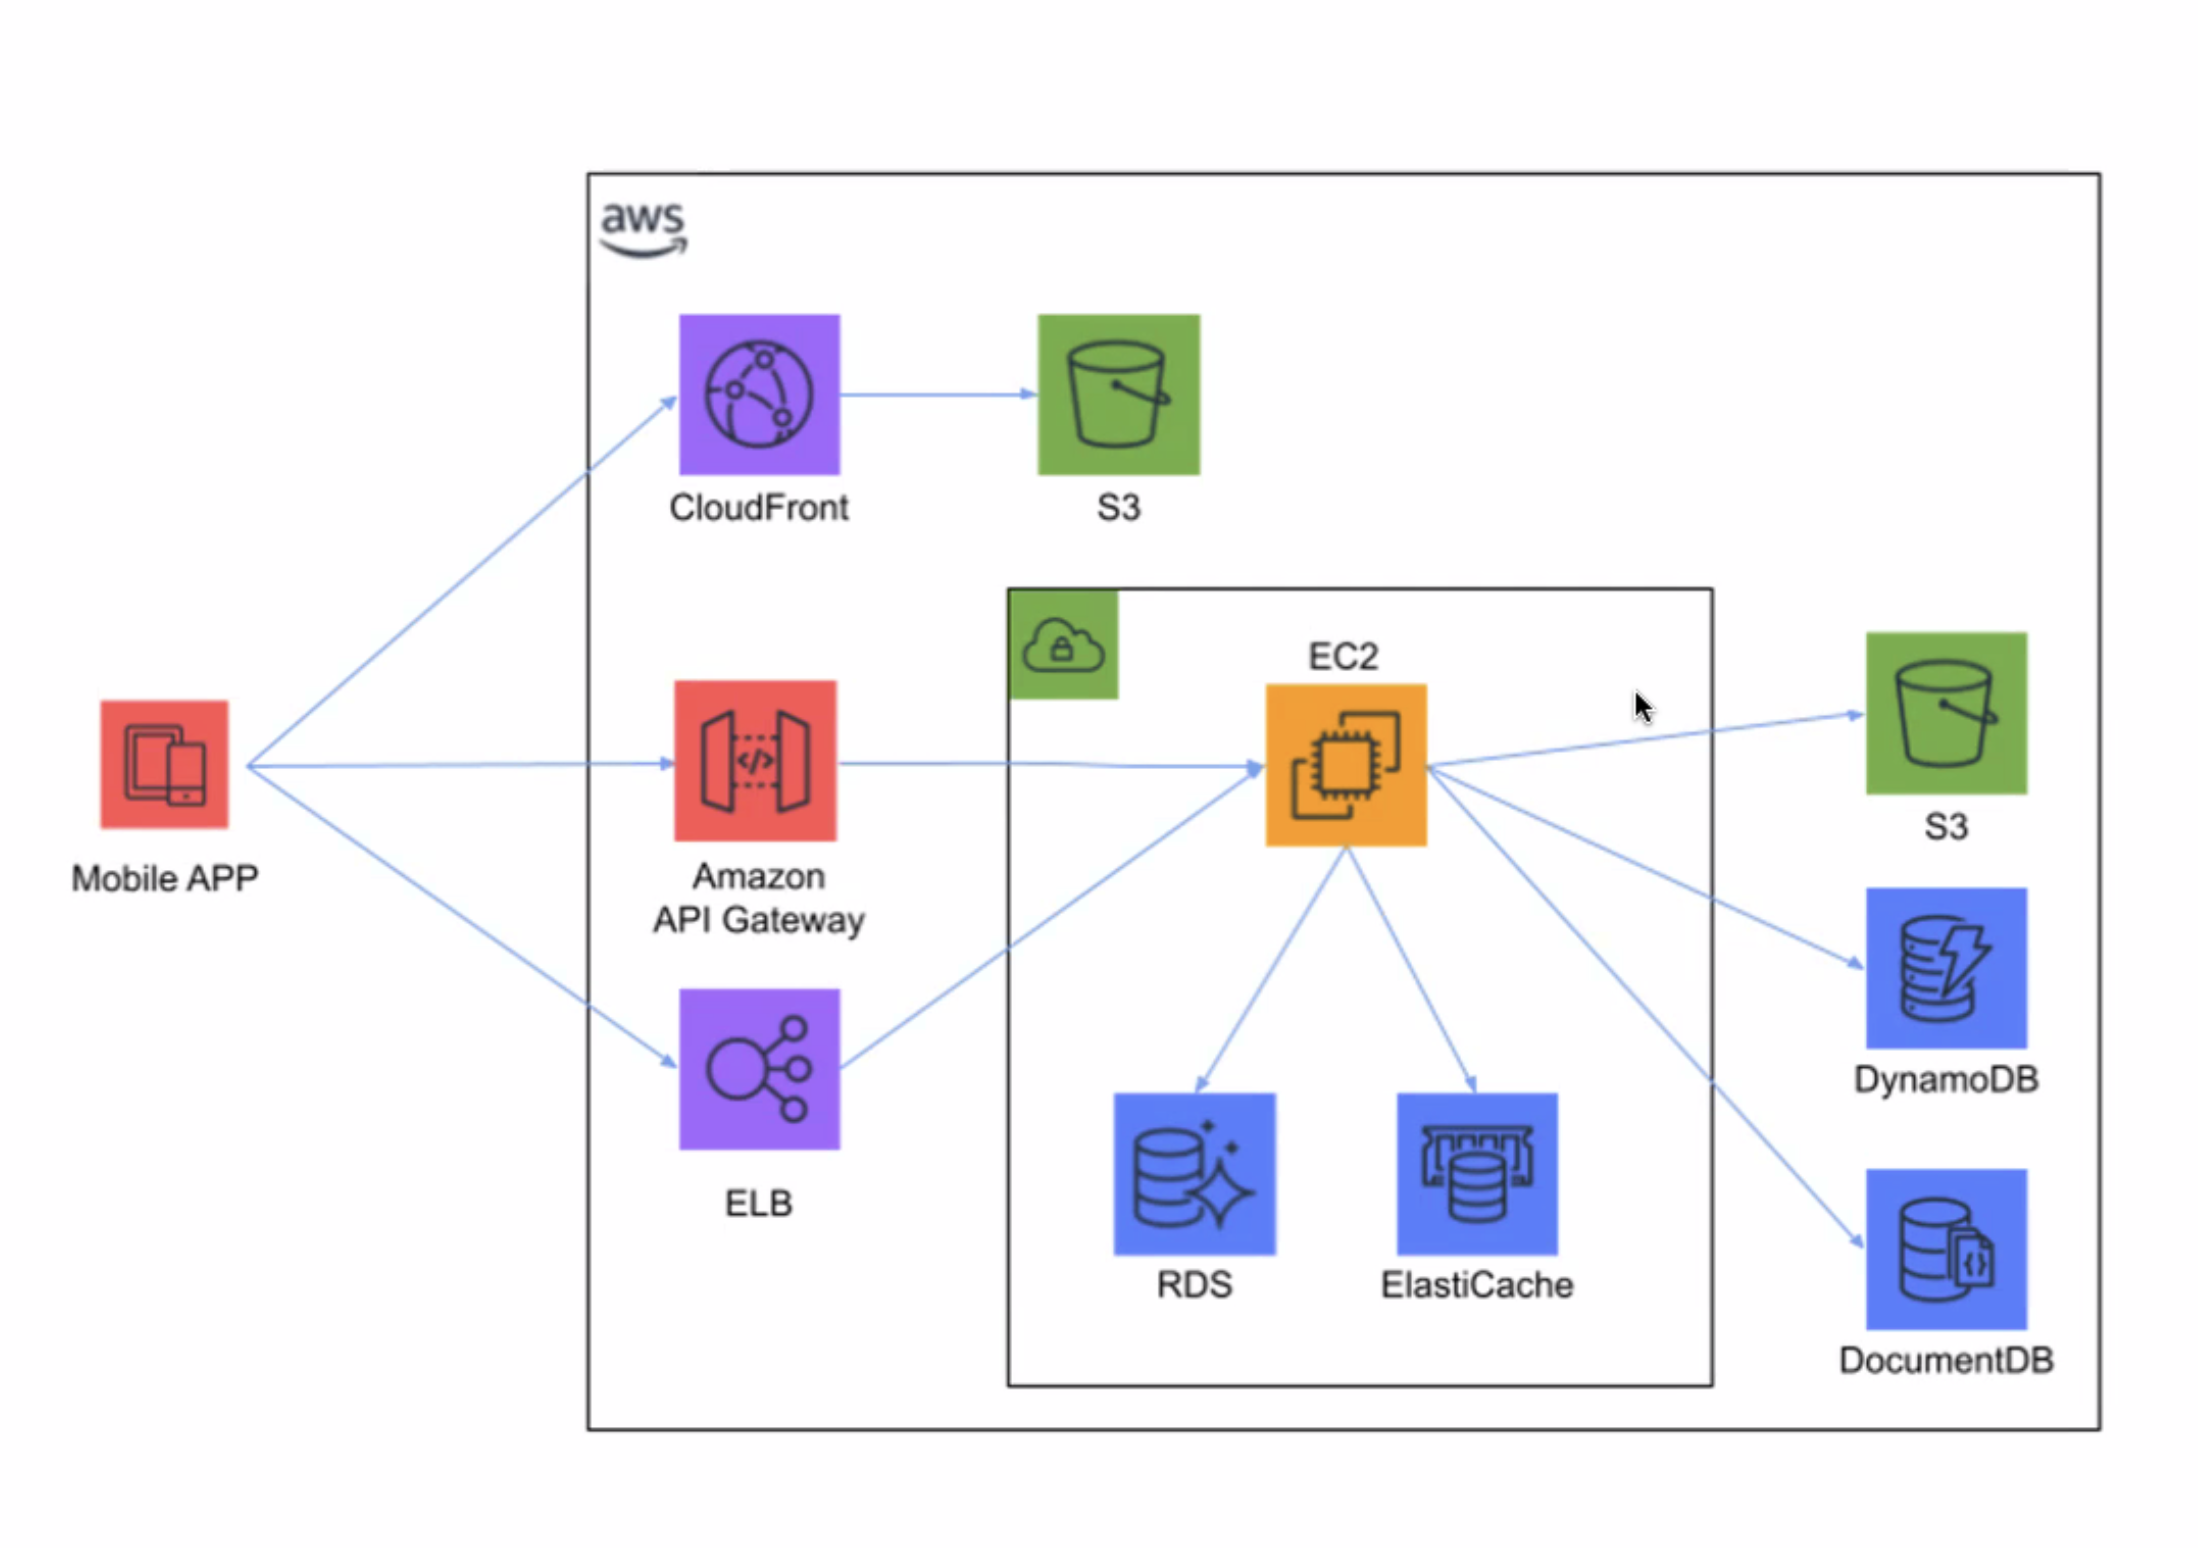 aws
CloudFront
S3
EC2
Mobile APP
Amazon
API Gateway
S3
ELB
RDS
ElastiCache
DynamoDB
DocumentDB